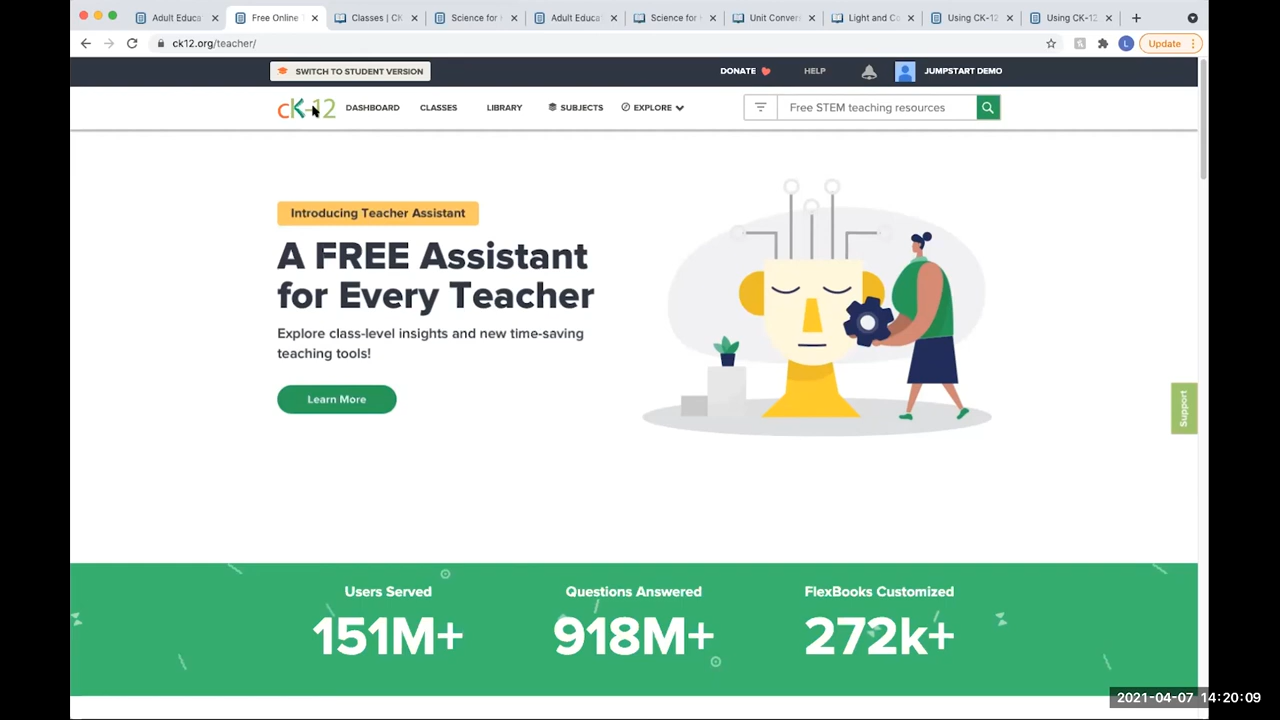 Adult Educa
Free Online
Classes | CK
Science for
Adult Educa
Science for
Unit Conver
Light and Co
Using CK-12
Using CK-12
ck12.org/teacher/
L
Update
SWITCH TO STUDENT VERSION
DONATE
HELP
JUMPSTART DEMO
cK-12
DASHBOARD
CLASSES
LIBRARY
SUBJECTS
EXPLORE
Free STEM teaching resources
Introducing Teacher Assistant
A FREE Assistant
for Every Teacher
Explore class-level insights and new time-saving
teaching tools!
Learn More
Support
Users Served
Questions Answered
FlexBooks Customized
151M+
918M+
272k+
2021-04-07 14:20:09